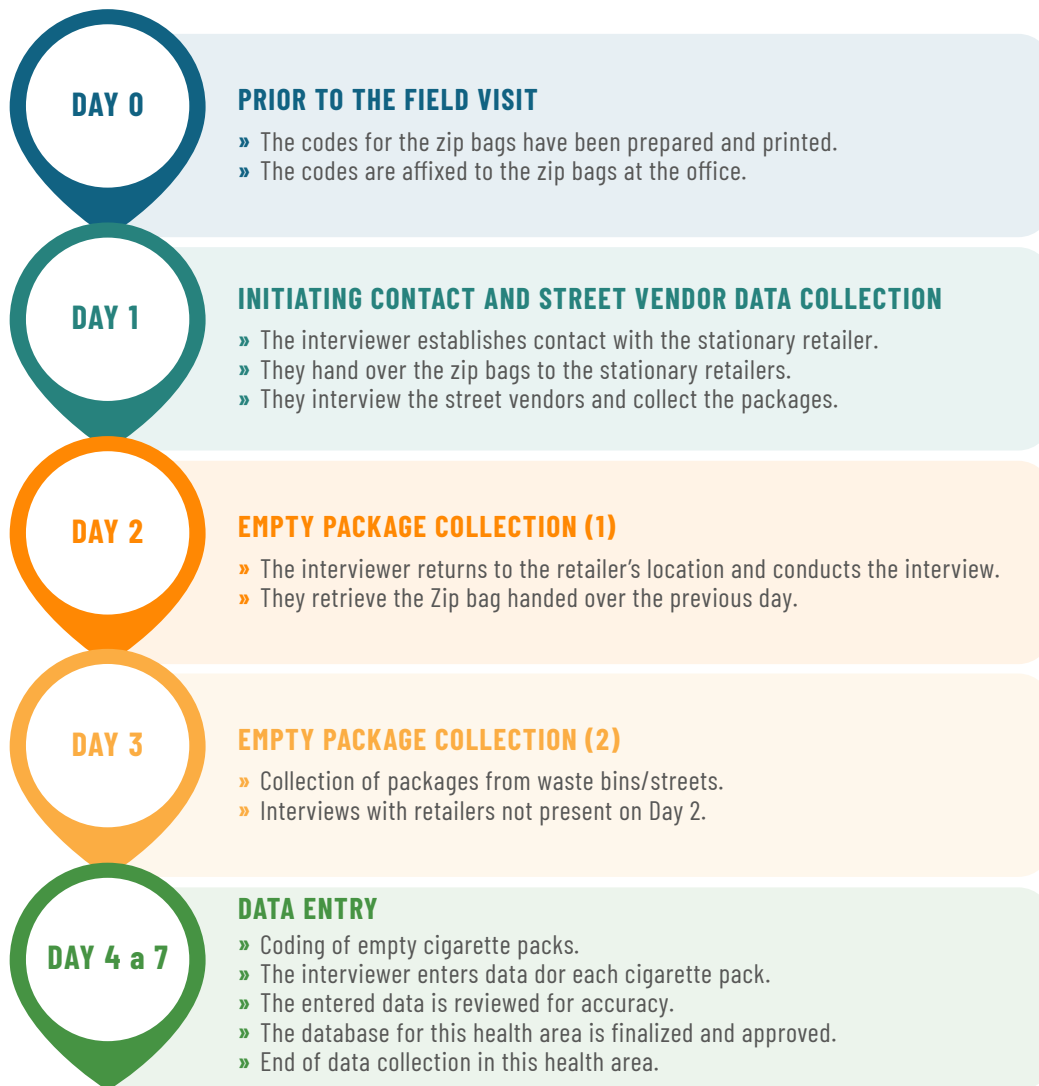 DAY 0
PRIOR TO THE FIELD VISIT
» The codes for the zip bags have been prepared and printed.
» The codes are affixed to the zip bags at the office.
DAY 1
INITIATING CONTACT AND STREET VENDOR DATA COLLECTION
» The interviewer establishes contact with the stationary retailer.
» They hand over the zip bags to the stationary retailers.
» They interview the street vendors and collect the packages.
DAY 2
EMPTY PACKAGE COLLECTION (1)
» The interviewer returns to the retailer’s location and conducts the interview.
» They retrieve the Zip bag handed over the previous day.
DAY 3
EMPTY PACKAGE COLLECTION (2)
» Collection of packages from waste bins/streets.
» Interviews with retailers not present on Day 2.
DAY 4 a 7
DATA ENTRY
» Coding of empty cigarette packs.
» The interviewer enters data dor each cigarette pack.
» The entered data is reviewed for accuracy.
» The database for this health area is finalized and approved.
» End of data collection in this health area.